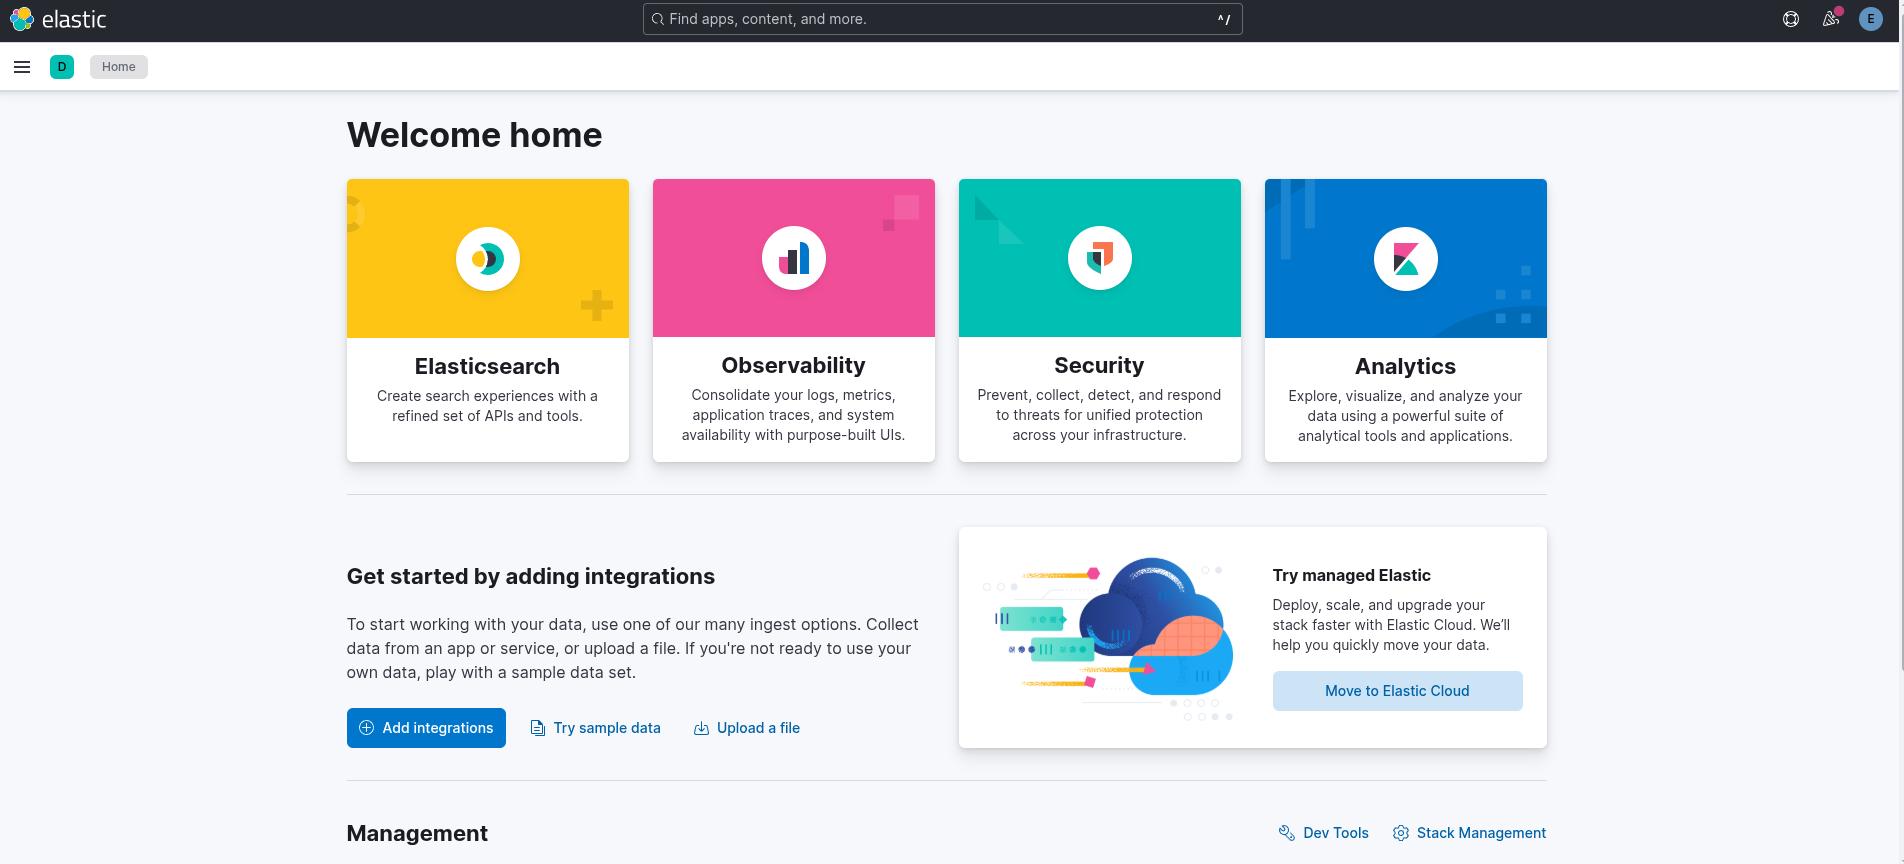 elastic
Find apps, content, and more.
^/
E
D
Home
Welcome home
Elasticsearch
Create search experiences with a
refined set of APIs and tools.
Observability
Consolidate your logs, metrics,
application traces, and system
availability with purpose-built UIs.
Security
Prevent, collect, detect, and respond
to threats for unified protection
across your infrastructure.
Analytics
Explore, visualize, and analyze your
data using a powerful suite of
analytical tools and applications.
Get started by adding integrations
To start working with your data, use one of our many ingest options. Collect
data from an app or service, or upload a file. If you're not ready to use your
own data, play with a sample data set.
Add integrations
Try sample data
Upload a file
Try managed Elastic
Deploy, scale, and upgrade your
stack faster with Elastic Cloud. We’ll
help you quickly move your data.
Move to Elastic Cloud
Management
Dev Tools
Stack Management